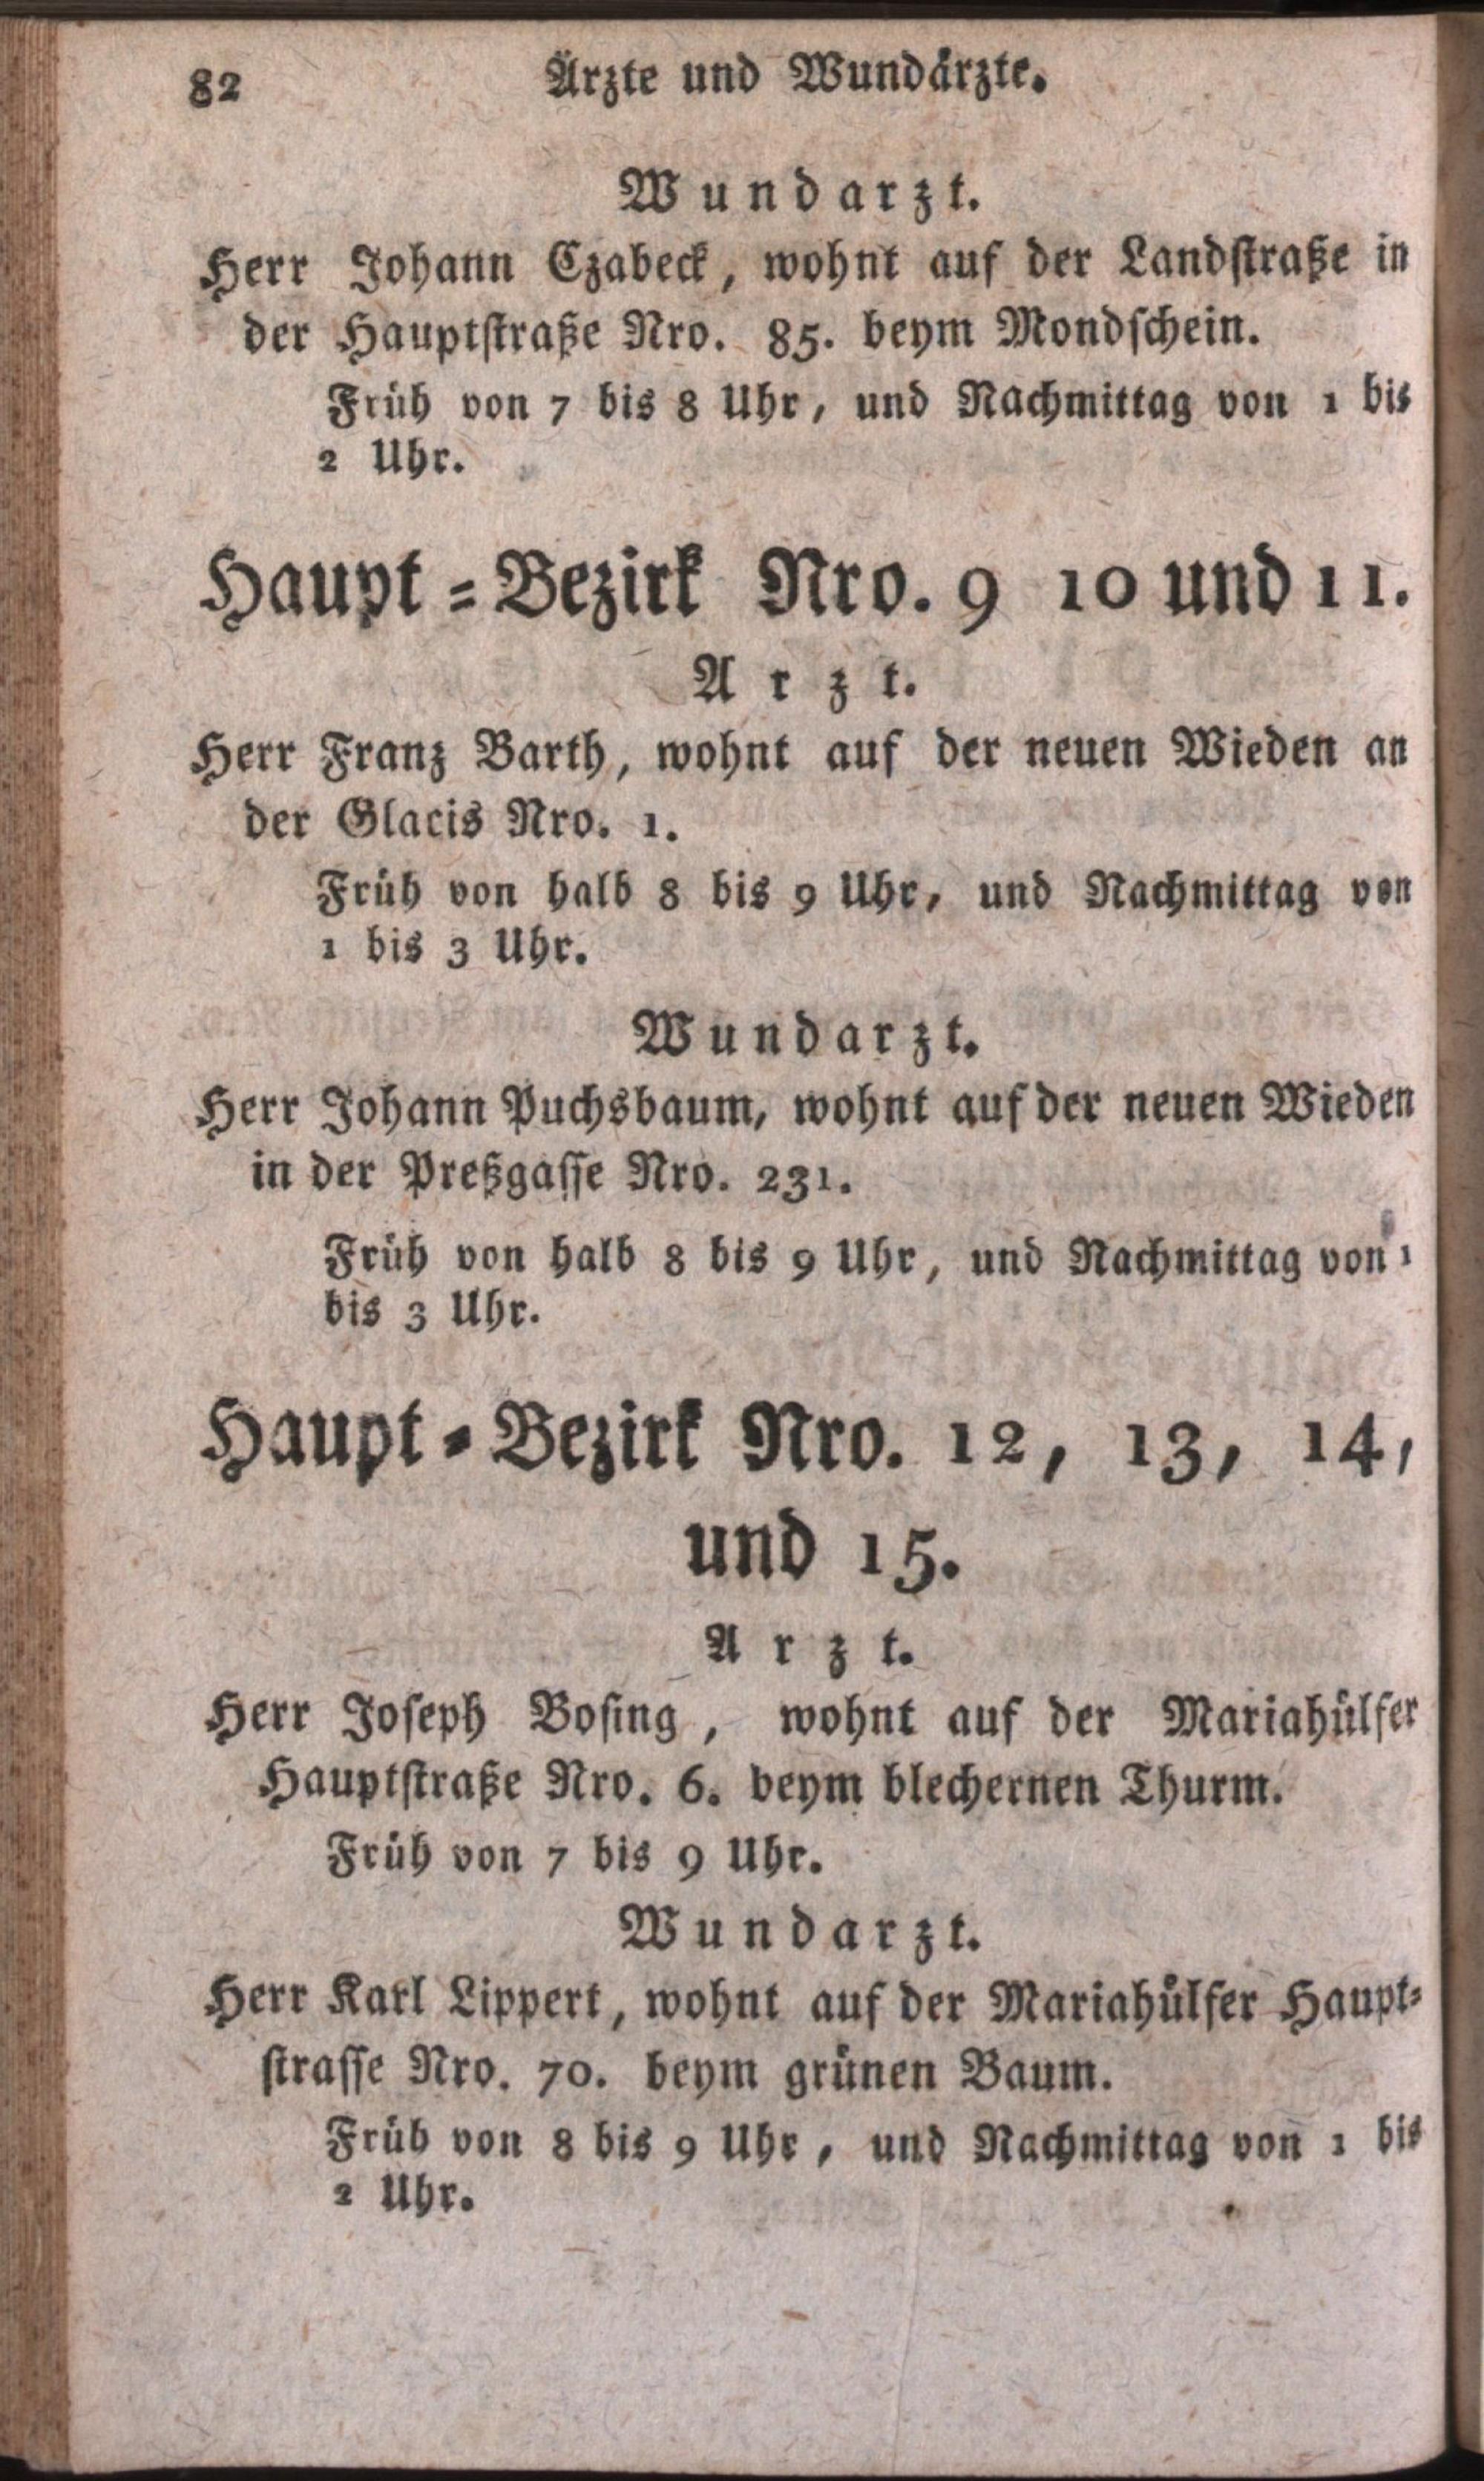 82
Ärzte und Wundärzte.
Wundarzt.
Herr Johann Czabeck, wohnt auf der Landstraße in
der Hauptstraße Nro. 85. beym Mondschein.
Früh von 7 bis 8 Uhr, und Nachmittag von 1 bis
2 Uhr.
Haupt-Bezirk Nro. 9 10 und 11.
Arzt.
Herr Franz Barth, wohnt auf der neuen Wieden an
der Glacis Nro. 1.
Früh von halb 8 bis 9 Uhr, und Nachmittag von
1 bis 3 Uhr.
Wundarzt.
Herr Johann Puchsbaum, wohnt auf der neuen Wieden
in der Preßgasse Nro. 231.
Früh von halb 8 bis 9 Uhr, und Nachmittag von 1
bis 3 Uhr.
Haupt-Bezirk Nro. 12, 13, 14,
und 15.
Arzt.
Herr Joseph Bosing, wohnt auf der Mariahülfer
Hauptstraße Nro. 6. beym blechernen Thurm.
Früh von 7 bis 9 Uhr.
Wundarzt.
Herr Karl Lippert, wohnt auf der Mariahülfer Haupt-
strasse Nro. 70. beym grünen Baum.
Früh von 8 bis 9 Uhr, und Nachmittag von 1 bis
2 Uhr.